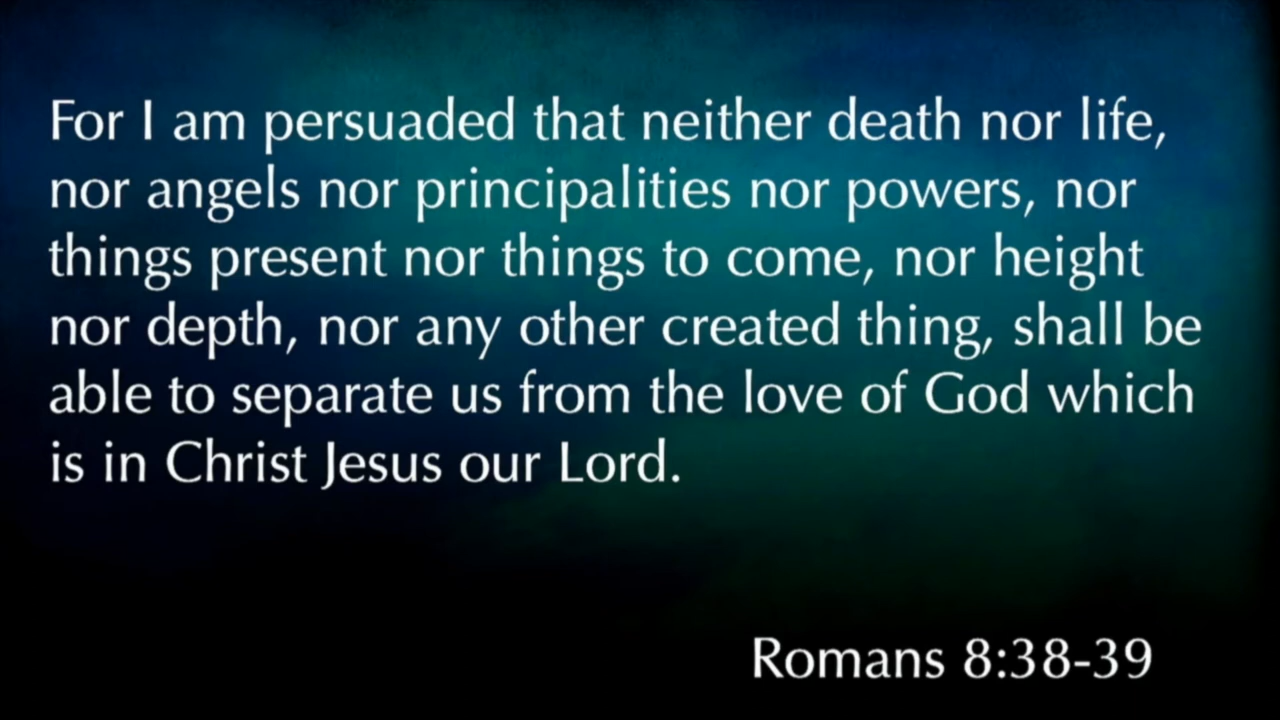 For I am persuaded that neither death nor life,
nor angels nor principalities nor powers, nor
things present nor things to come, nor height
nor depth, nor any other created thing, shall be
able to separate us from the love of God which
is in Christ Jesus our Lord.
Romans 8:38-39